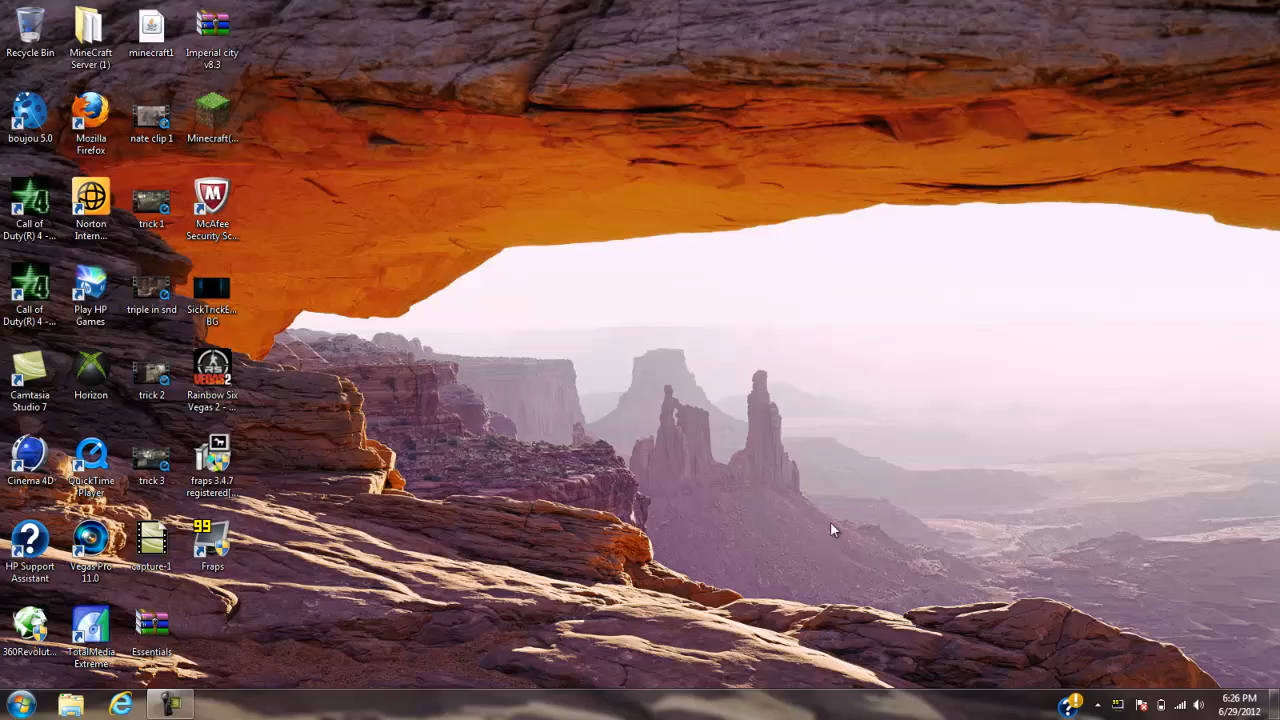 Recycle Bin
MineCraft
Server (1)
minecraft1
Imperial city
v8.3
boujou 5.0
Mozilla
Firefox
nate clip 1
Minecraft(...
Call of
Duty(R) 4 -...
Norton
Intern...
trick 1
McAfee
Security Sc...
Call of
Duty(R) 4 -...
Play HP
Games
triple in snd
SickTrickE...
BG
Camtasia
Studio 7
Horizon
trick 2
RS
VEGAS2
Rainbow Six
Vegas 2 - ...
Cinema 4D
QuickTime
Player
trick 3
fraps 3.4.7
registered[...
HP Support
Assistant
Vegas Pro
11.0
capture-1
99
Fraps
360Revolut...
TotalMedia
Extreme
Essentials
6:26 PM
6/29/2012